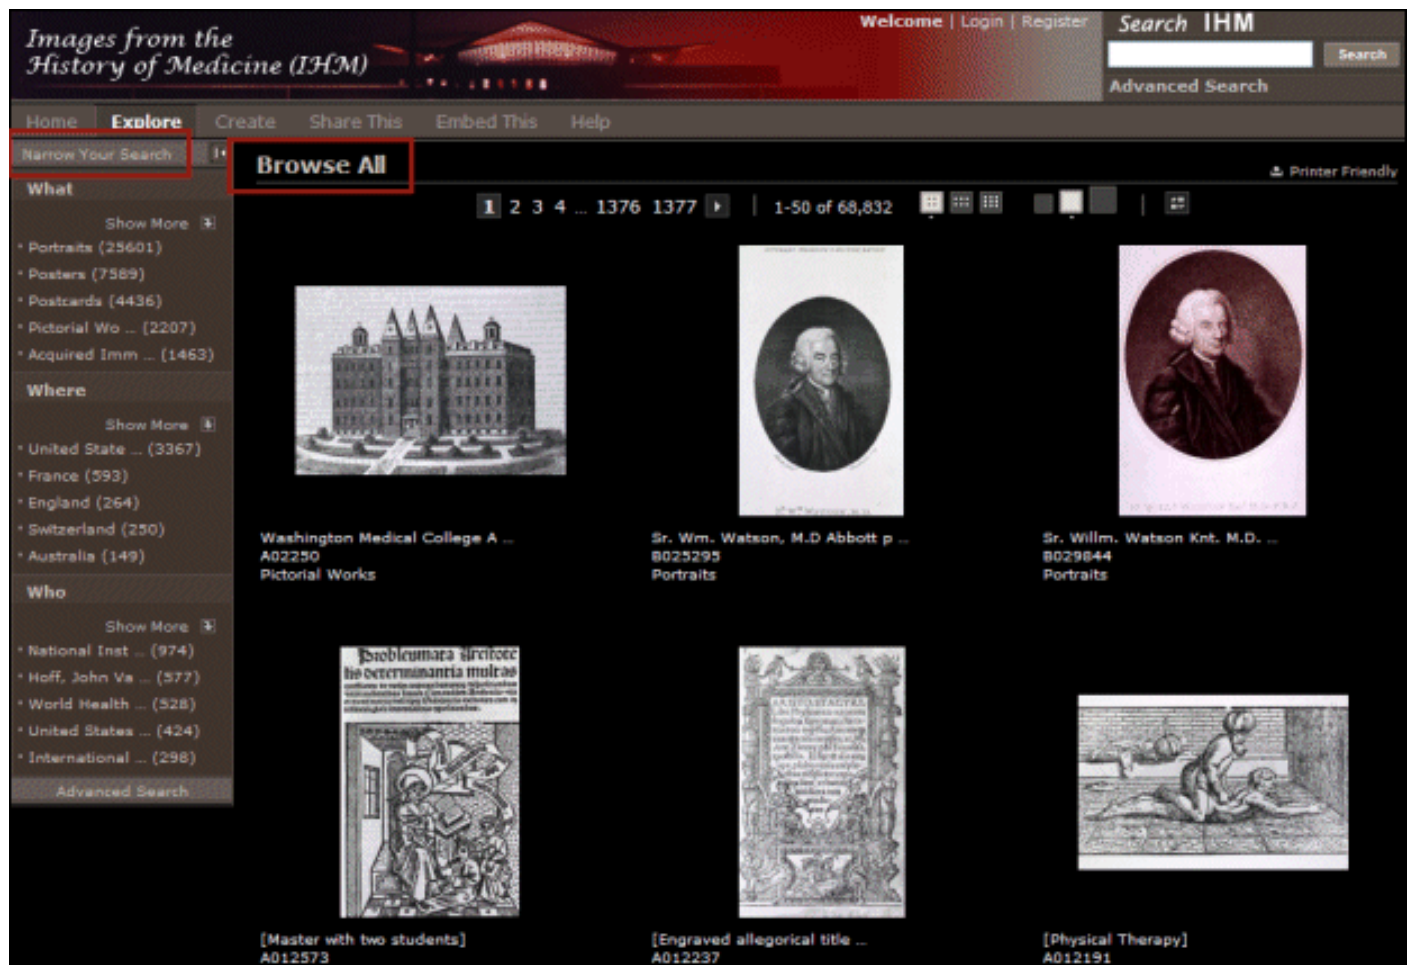 Images from the
History of Medicine (IHM)
Welcome | Login | Register
Search IHM
Search
Advanced Search
Home Explore Create Share This Embed This Help
Narrow Your Search
What
Show More
Portraits (25601)
Posters (7589)
Postcards (4436)
Pictorial Wo ... (2207)
Acquired Imm ... (1463)
Where
Show More
United State ... (3367)
France (593)
England (264)
Switzerland (250)
Australia (149)
Who
Show More
National Inst ... (974)
Hoff, John Va ... (577)
World Health ... (528)
United States ... (424)
International ... (298)
Advanced Search
Browse All
Printer Friendly
1 2 3 4 ... 1376 1377 | 1-50 of 68,832
Washington Medical College A ...
A02250
Pictorial Works
Sr. Wm. Watson, M.D Abbott p ...
B025295
Portraits
Sr. Willm. Watson Knt. M.D. ...
B029844
Portraits
Problemata Arestote
lis determinantia multas
[Master with two students]
A012573
[Engraved allegorical title ...
A012237
[Physical Therapy]
A012191